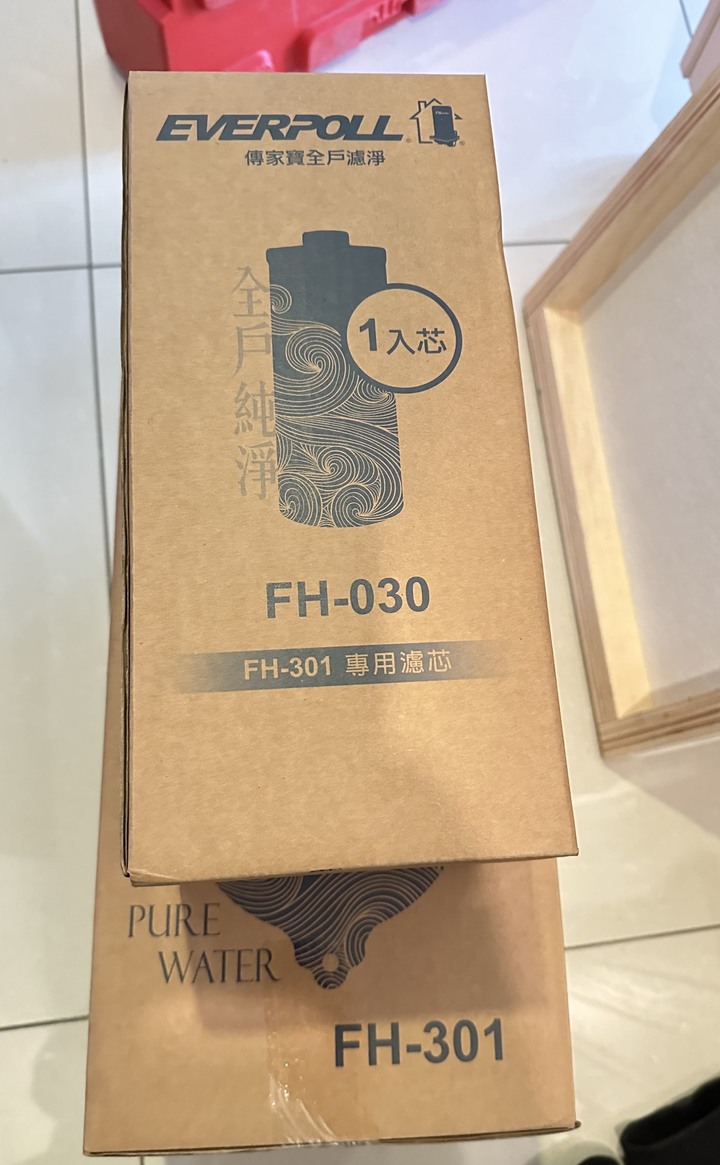 EVERPOLL
傳家寶全戶濾淨
全戶純淨
1入芯
FH-030
FH-301 專用濾芯
PURE
WATER
FH-301